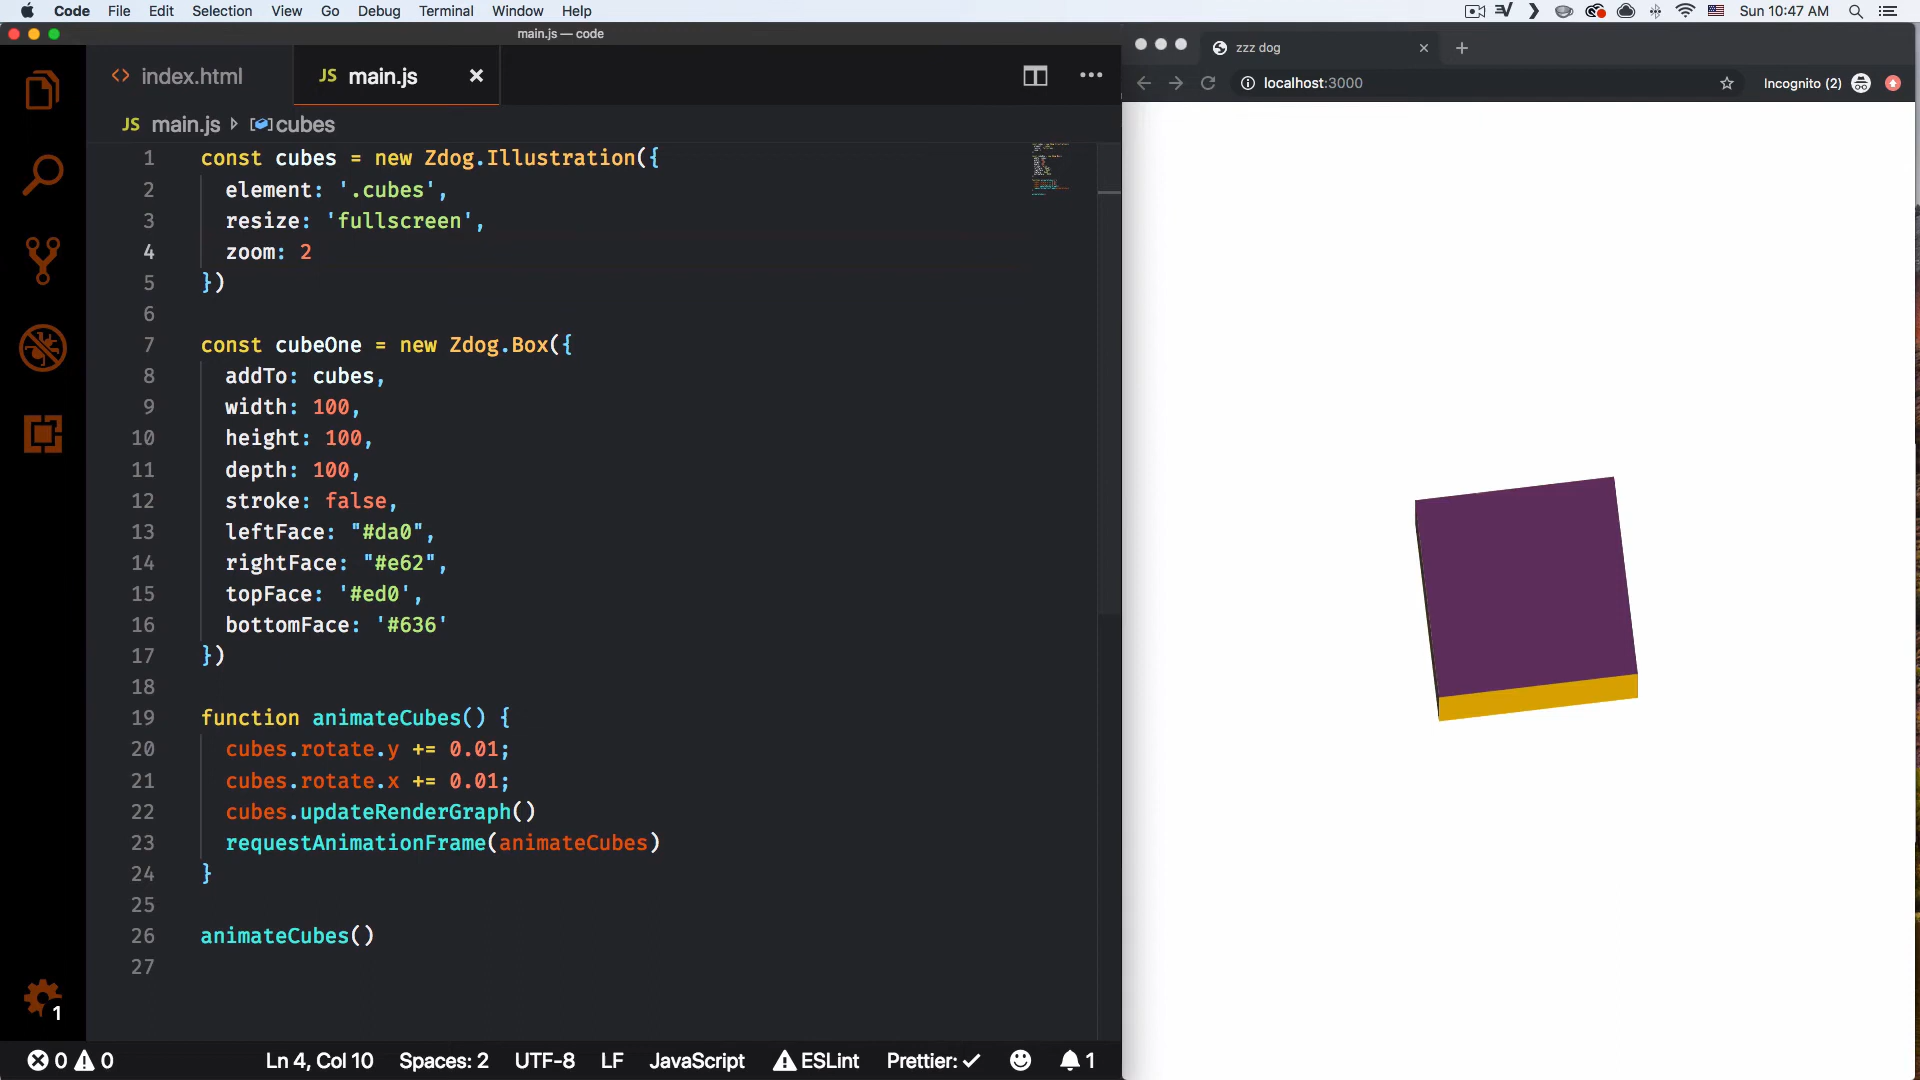 Code File Edit Selection View Go Debug Terminal Window Help
Sun 10:47 AM
main.js — code
index.html
JS main.js
zzz dog
localhost:3000
Incognito (2)
JS main.js cubes
1 const cubes = new Zdog.Illustration({
2 element: '.cubes',
3 resize: 'fullscreen',
4 zoom: 2
5 })
6
7 const cubeOne = new Zdog.Box({
8 addTo: cubes,
9 width: 100,
10 height: 100,
11 depth: 100,
12 stroke: false,
13 leftFace: "#da0",
14 rightFace: "#e62",
15 topFace: '#ed0',
16 bottomFace: '#636'
17 })
18
19 function animateCubes() {
20 cubes.rotate.y += 0.01;
21 cubes.rotate.x += 0.01;
22 cubes.updateRenderGraph()
23 requestAnimationFrame(animateCubes)
24 }
25
26 animateCubes()
27
1
0 0 Ln 4, Col 10 Spaces: 2 UTF-8 LF JavaScript ESLint Prettier: ✓ 1